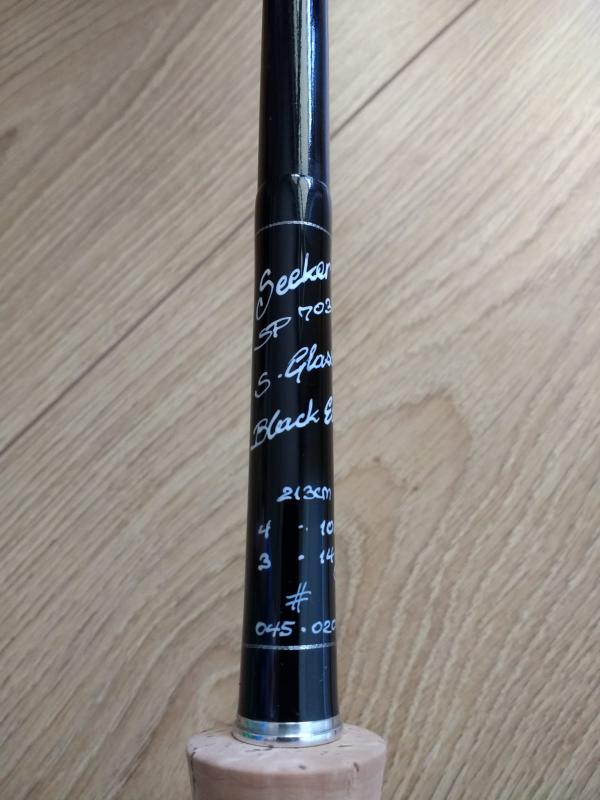 Seeker
SP 703
S. Glas
Black E
213cm
4 - 10
3 - 14
#
045.020